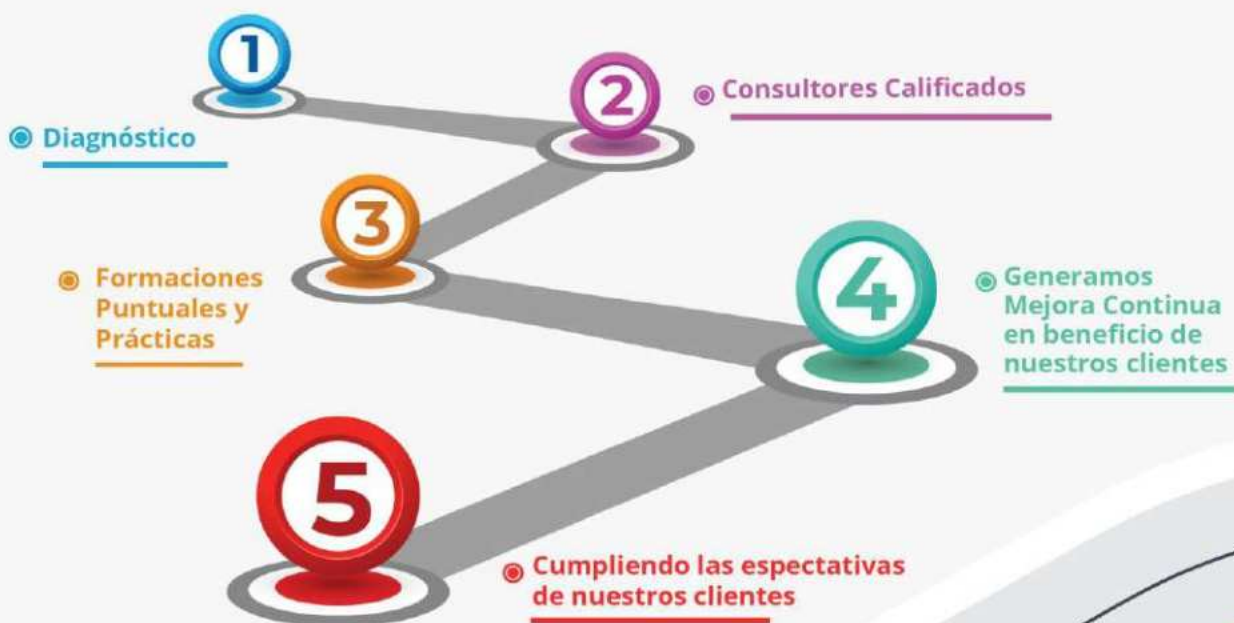 1
Diagnóstico
2
Consultores Calificados
3
Formaciones
Puntuales y
Prácticas
4
Generamos
Mejora Continua
en beneficio de
nuestros clientes
5
Cumpliendo las espectativas
de nuestros clientes